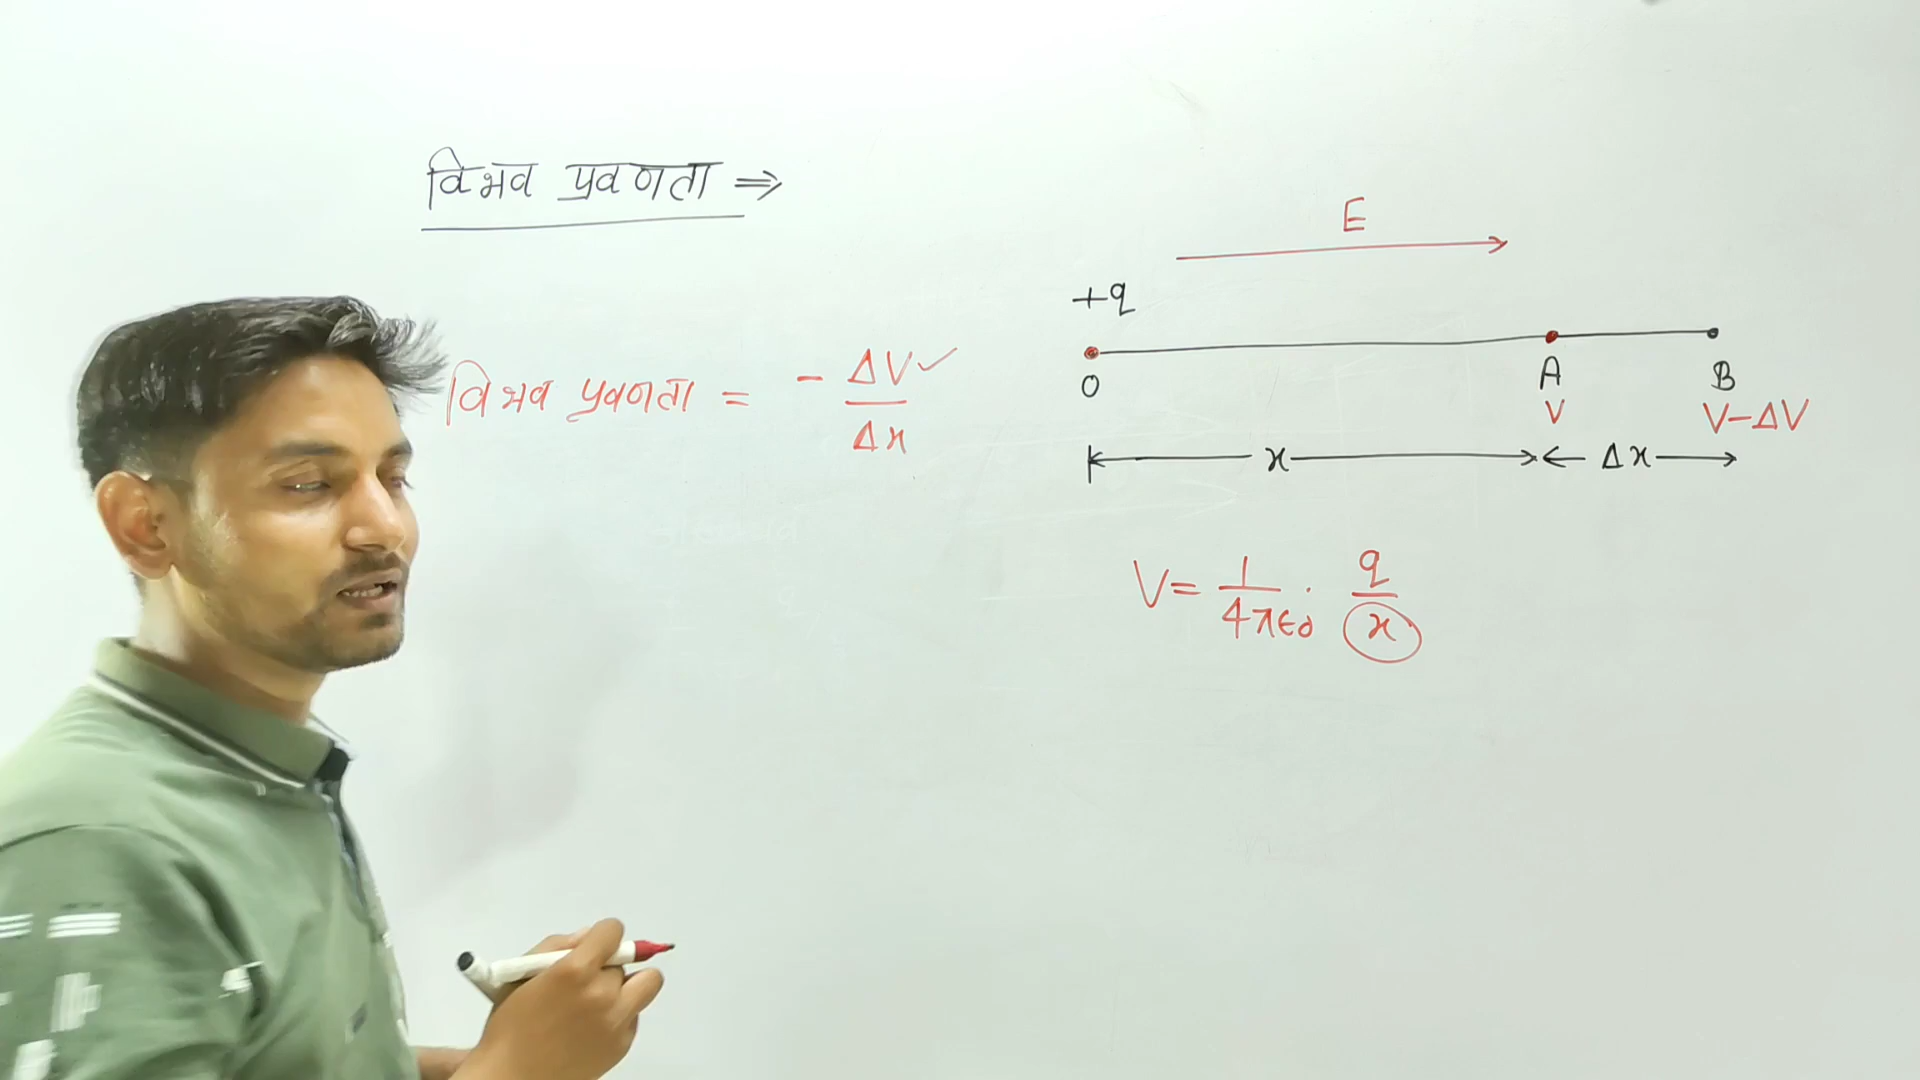 विभव प्रवणता ⇒
E
+q
O A B
V V-ΔV
x Δx
विभव प्रवणता = - ΔV✓/Δx
V = 1/4πε₀ . q/x